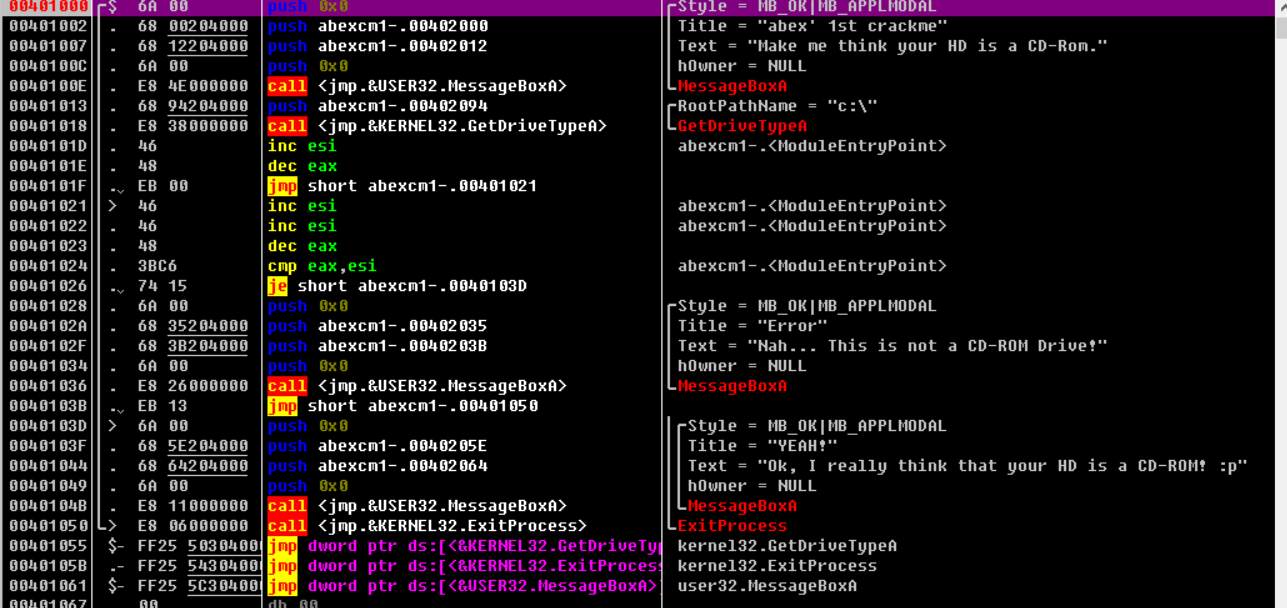 00401000 ┌$ 6A 00 push 0x0 ┌Style = MB_OK|MB_APPLMODAL
00401002 . 68 00204000 push abexcm1-.00402000 Title = "abex' 1st crackme"
00401007 . 68 12204000 push abexcm1-.00402012 Text = "Make me think your HD is a CD-Rom."
0040100C . 6A 00 push 0x0 hOwner = NULL
0040100E . E8 4E000000 call <jmp.&USER32.MessageBoxA> └MessageBoxA
00401013 . 68 94204000 push abexcm1-.00402094 ┌RootPathName = "c:\"
00401018 . E8 38000000 call <jmp.&KERNEL32.GetDriveTypeA> └GetDriveTypeA
0040101D . 46 inc esi abexcm1-.<ModuleEntryPoint>
0040101E . 48 dec eax
0040101F .⌄ EB 00 jmp short abexcm1-.00401021
00401021 > 46 inc esi abexcm1-.<ModuleEntryPoint>
00401022 . 46 inc esi abexcm1-.<ModuleEntryPoint>
00401023 . 48 dec eax
00401024 . 3BC6 cmp eax,esi abexcm1-.<ModuleEntryPoint>
00401026 .⌄ 74 15 je short abexcm1-.0040103D
00401028 . 6A 00 push 0x0 ┌Style = MB_OK|MB_APPLMODAL
0040102A . 68 35204000 push abexcm1-.00402035 Title = "Error"
0040102F . 68 3B204000 push abexcm1-.0040203B Text = "Nah... This is not a CD-ROM Drive!"
00401034 . 6A 00 push 0x0 hOwner = NULL
00401036 . E8 26000000 call <jmp.&USER32.MessageBoxA> └MessageBoxA
0040103B .⌄ EB 13 jmp short abexcm1-.00401050
0040103D > 6A 00 push 0x0 ┌Style = MB_OK|MB_APPLMODAL
0040103F . 68 5E204000 push abexcm1-.0040205E Title = "YEAH!"
00401044 . 68 64204000 push abexcm1-.00402064 Text = "Ok, I really think that your HD is a CD-ROM! :p"
00401049 . 6A 00 push 0x0 hOwner = NULL
0040104B . E8 11000000 call <jmp.&USER32.MessageBoxA> └MessageBoxA
00401050 └> E8 06000000 call <jmp.&KERNEL32.ExitProcess> └ExitProcess
00401055 $- FF25 50304000 jmp dword ptr ds:[<&KERNEL32.GetDriveTyp kernel32.GetDriveTypeA
0040105B .- FF25 54304000 jmp dword ptr ds:[<&KERNEL32.ExitProcess kernel32.ExitProcess
00401061 $- FF25 5C304000 jmp dword ptr ds:[<&USER32.MessageBoxA>] user32.MessageBoxA
00401067 00 db 00